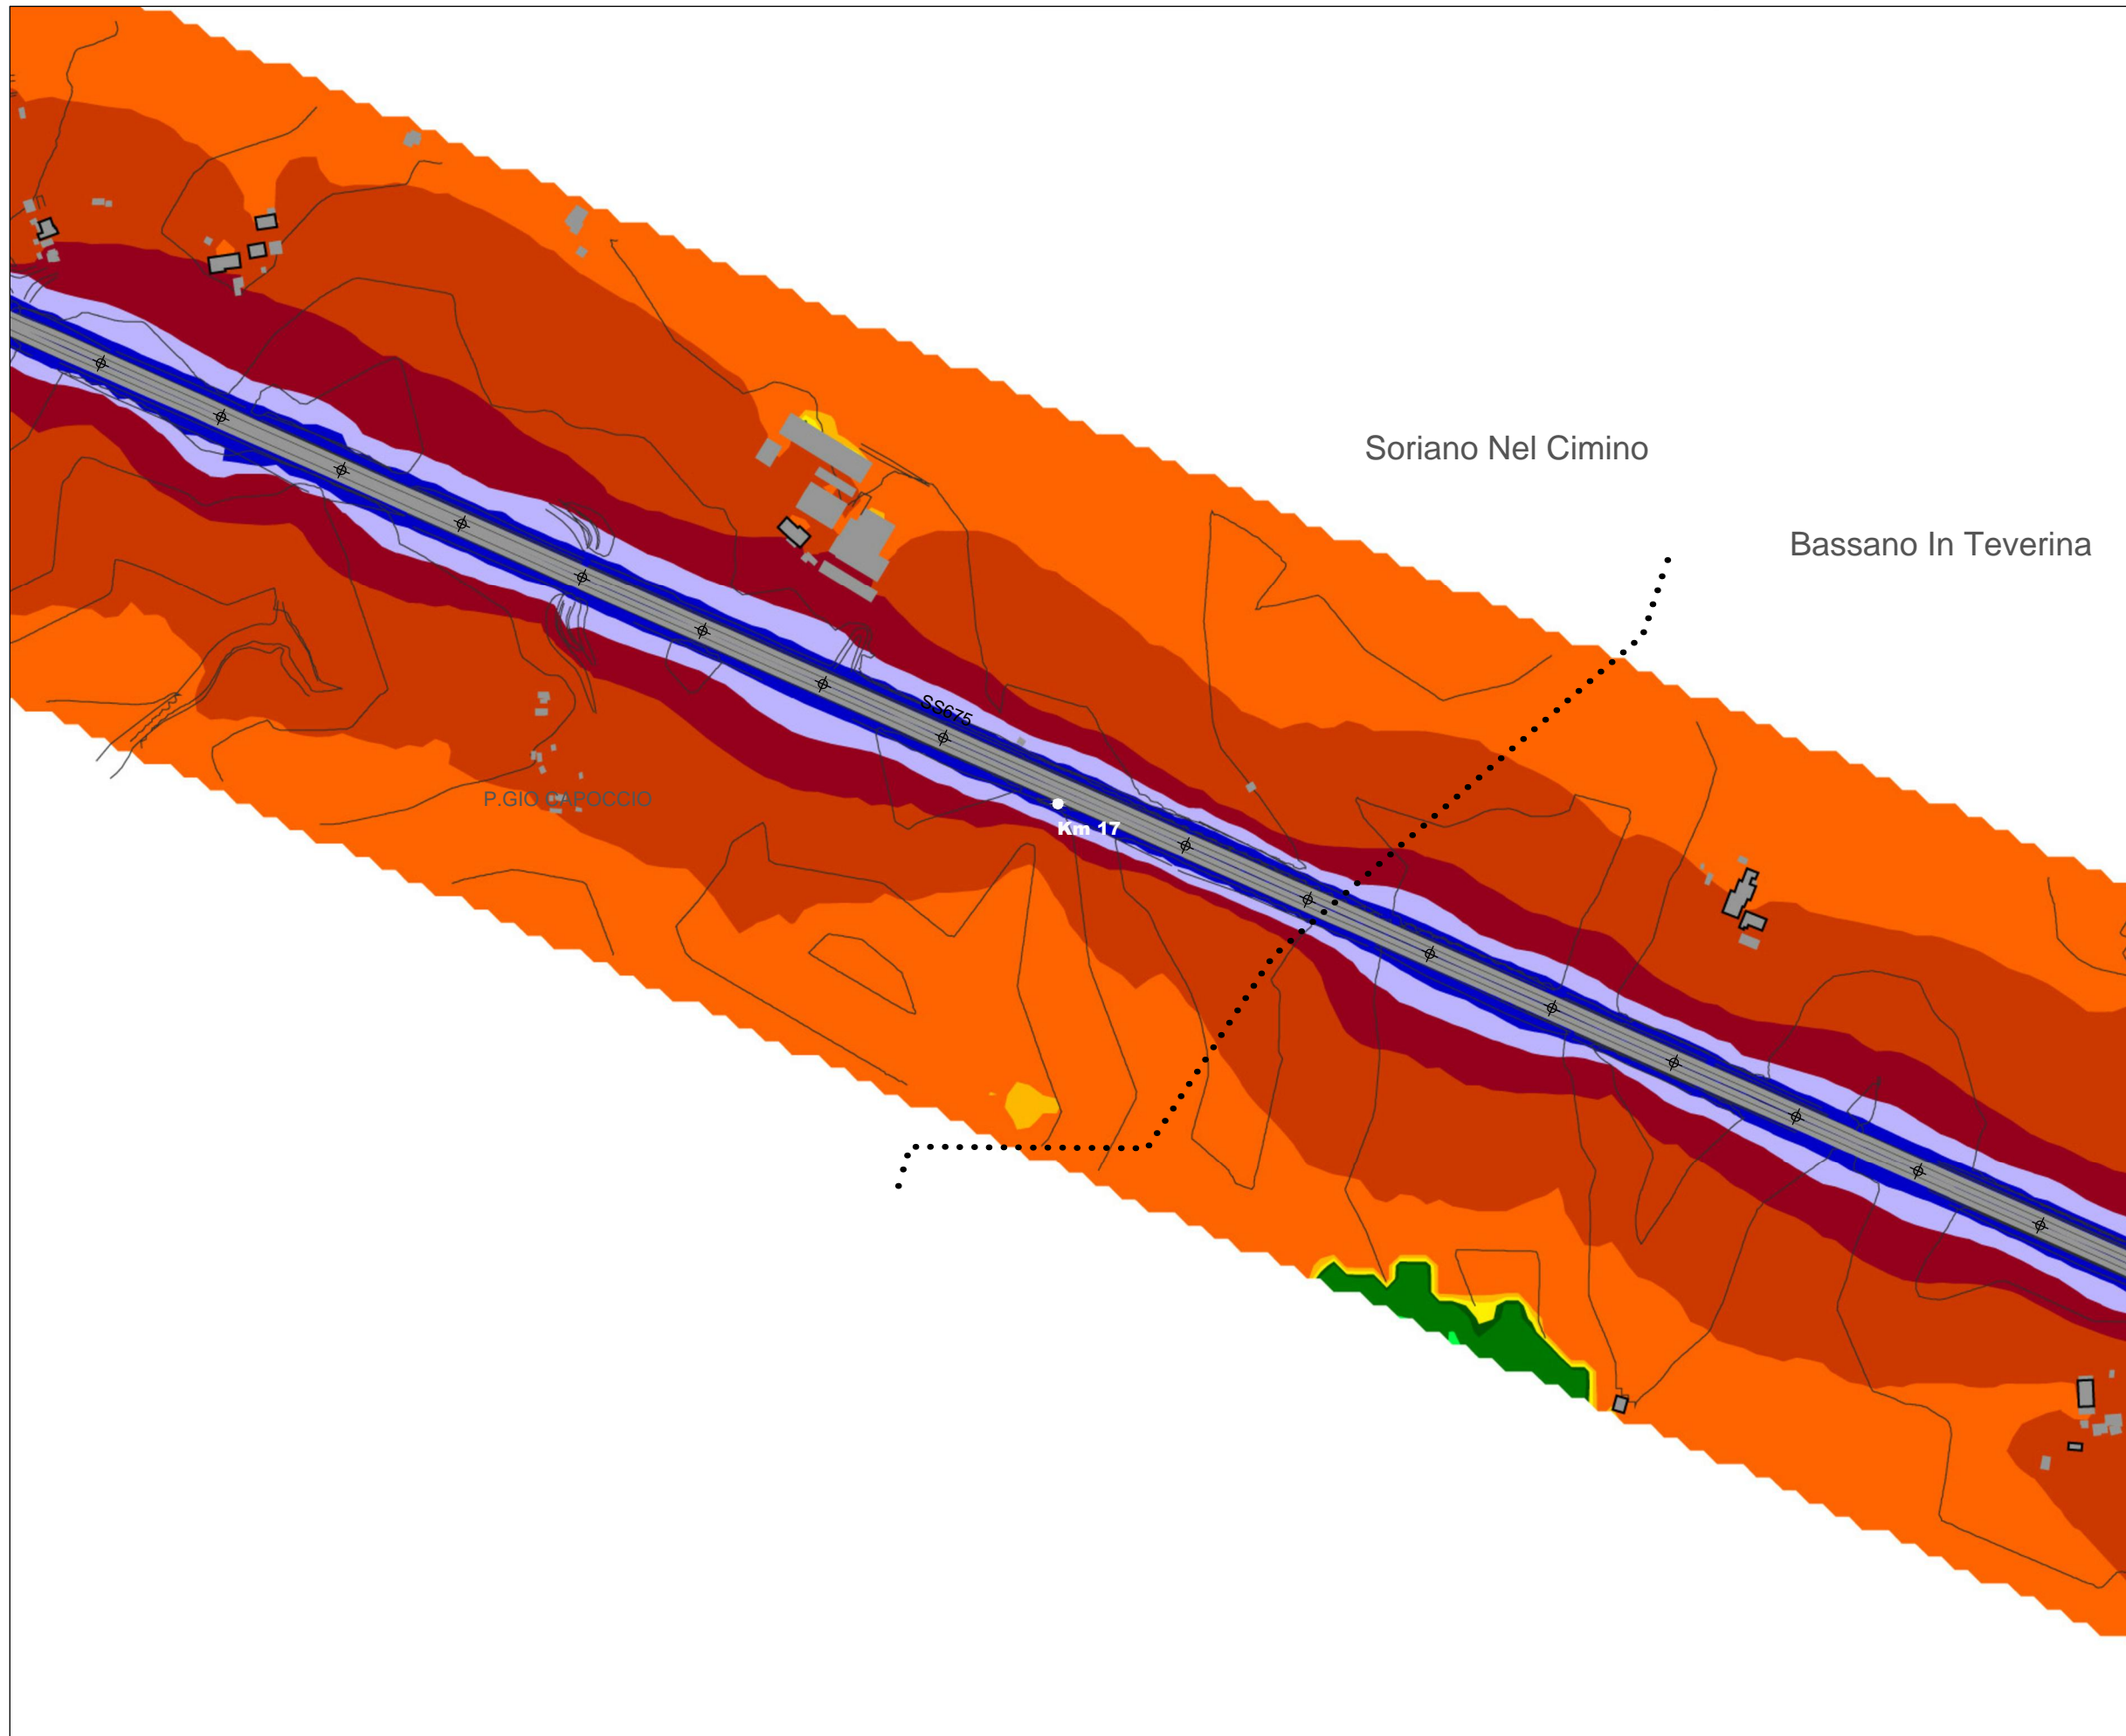 Soriano Nel Cimino
Bassano In Teverina
SS675
P.GIO CAPOCCIO
Km 17